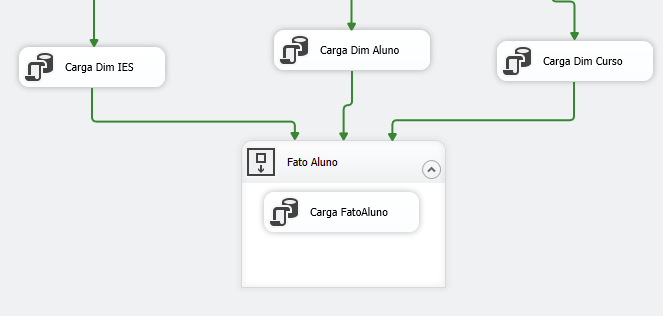 Carga Dim IES
Carga Dim Aluno
Carga Dim Curso
Fato Aluno
Carga FatoAluno